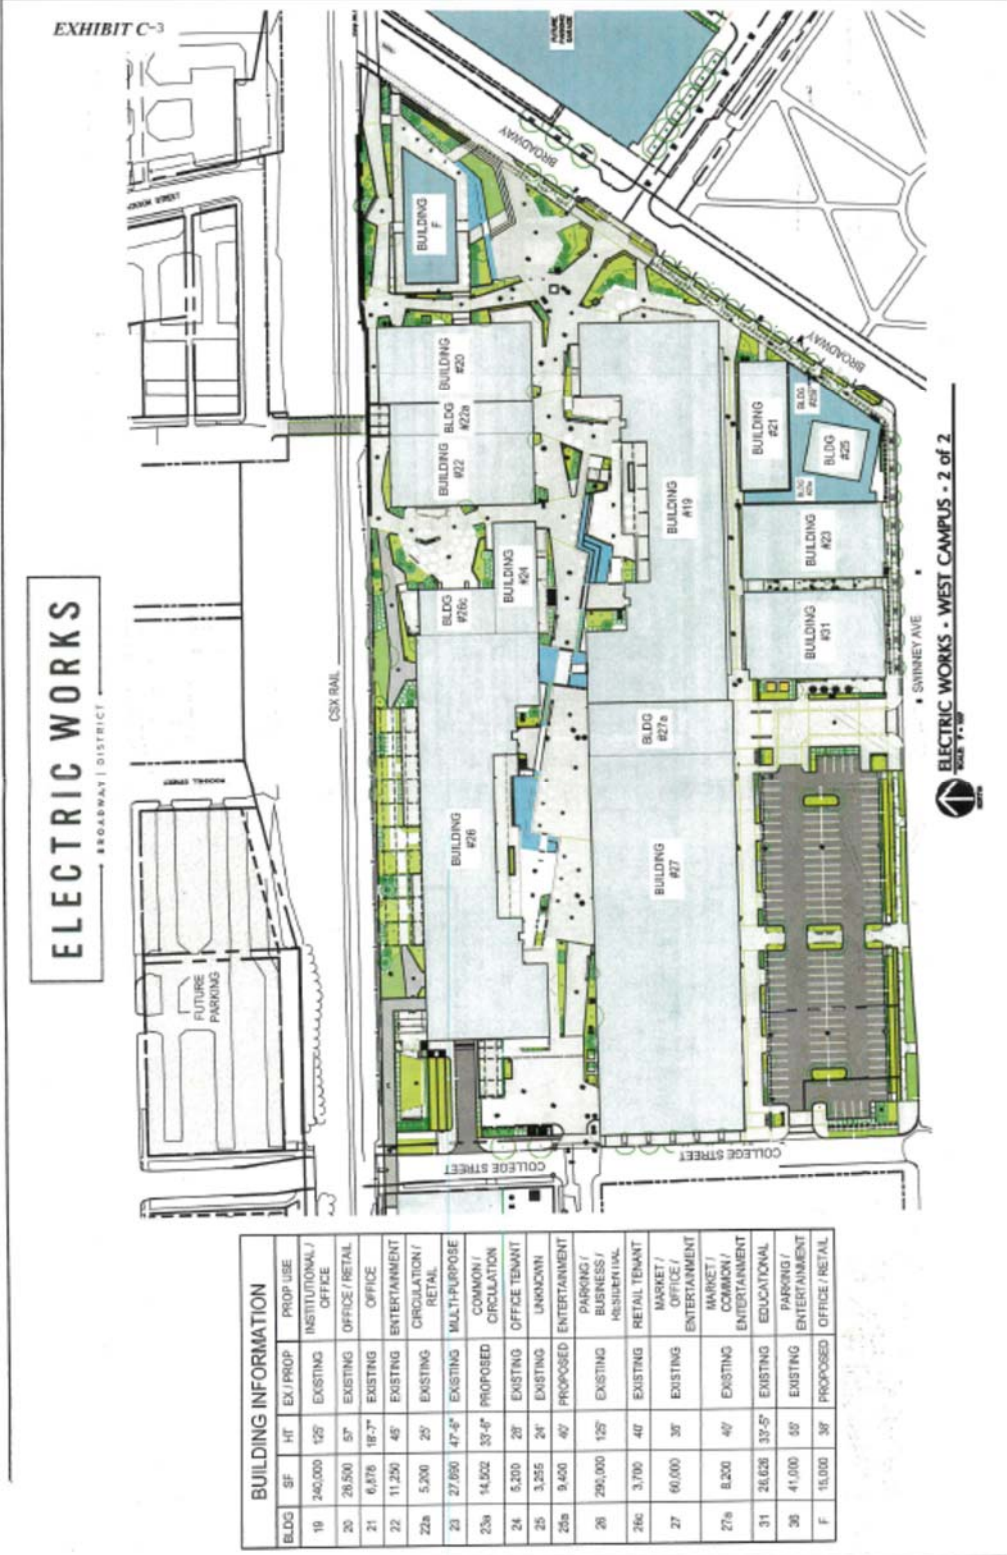 EXHIBIT C-3
ELECTRIC WORKS
BROADWAY | DISTRICT
FUTURE
PARKING
GARAGE
BROADWAY
BROADWAY
CSX RAIL
FUTURE
PARKING
COLLEGE STREET
COLLEGE STREET
SWINNEY AVE
BUILDING
F
BUILDING
#20
BLDG
#22a
BUILDING
#22
BUILDING
#24
BLDG
#26c
BUILDING
#26
BUILDING
#19
BLDG
#27a
BUILDING
#27
BUILDING
#21
BLDG
#25
BLDG
BLDG
BUILDING
#23
BUILDING
#31
ELECTRIC WORKS - WEST CAMPUS - 2 of 2
NORTH
BUILDING INFORMATION
BLDG SF HT EX / PROP PROP USE
19 240,000 125' EXISTING INSTITUTIONAL / OFFICE
20 28,500 57' EXISTING OFFICE / RETAIL
21 6,878 18'-7" EXISTING OFFICE
22 11,250 45' EXISTING ENTERTAINMENT
22a 5,200 25' EXISTING CIRCULATION / RETAIL
23 27,690 47'-6" EXISTING MULTI-PURPOSE
23a 14,502 33'-6" PROPOSED COMMON / CIRCULATION
24 5,200 28' EXISTING OFFICE TENANT
25 3,255 24' EXISTING UNKNOWN
25a 9,400 40' PROPOSED ENTERTAINMENT
26 290,000 125' EXISTING PARKING / BUSINESS / RESIDENTIAL
26c 3,700 40' EXISTING RETAIL TENANT
27 60,000 35' EXISTING MARKET / OFFICE / ENTERTAINMENT
27a 8,200 40' EXISTING MARKET / COMMON / ENTERTAINMENT
31 26,626 33'-5" EXISTING EDUCATIONAL
36 41,000 55' EXISTING PARKING / ENTERTAINMENT
F 15,000 38' PROPOSED OFFICE / RETAIL